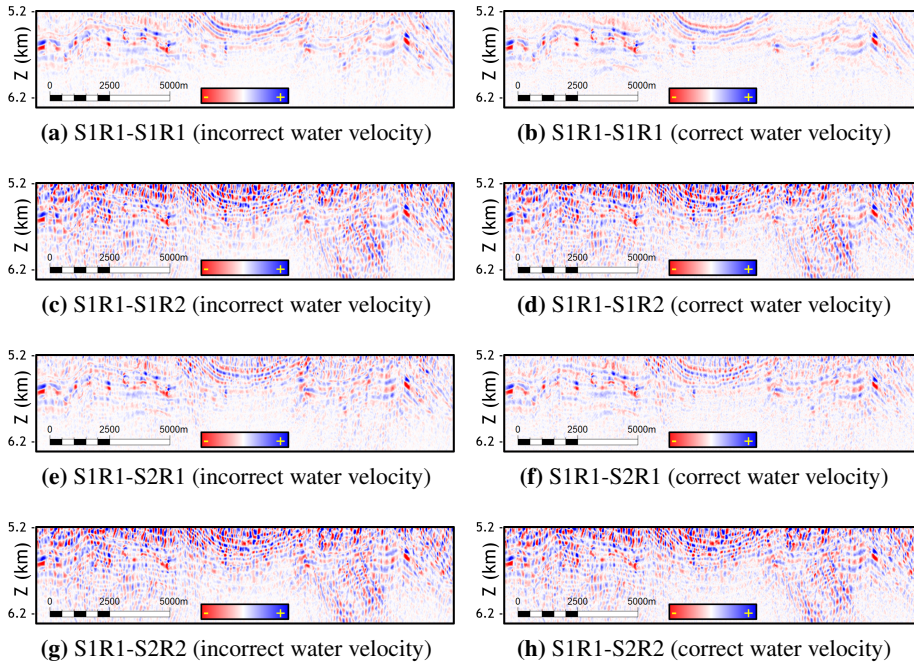 5.2
Z (km)
0 2500 5000m
- +
6.2
(a) S1R1-S1R1 (incorrect water velocity)
5.2
Z (km)
0 2500 5000m
- +
6.2
(b) S1R1-S1R1 (correct water velocity)
5.2
Z (km)
0 2500 5000m
- +
6.2
(c) S1R1-S1R2 (incorrect water velocity)
5.2
Z (km)
0 2500 5000m
- +
6.2
(d) S1R1-S1R2 (correct water velocity)
5.2
Z (km)
0 2500 5000m
- +
6.2
(e) S1R1-S2R1 (incorrect water velocity)
5.2
Z (km)
0 2500 5000m
- +
6.2
(f) S1R1-S2R1 (correct water velocity)
5.2
Z (km)
0 2500 5000m
- +
6.2
(g) S1R1-S2R2 (incorrect water velocity)
5.2
Z (km)
0 2500 5000m
- +
6.2
(h) S1R1-S2R2 (correct water velocity)